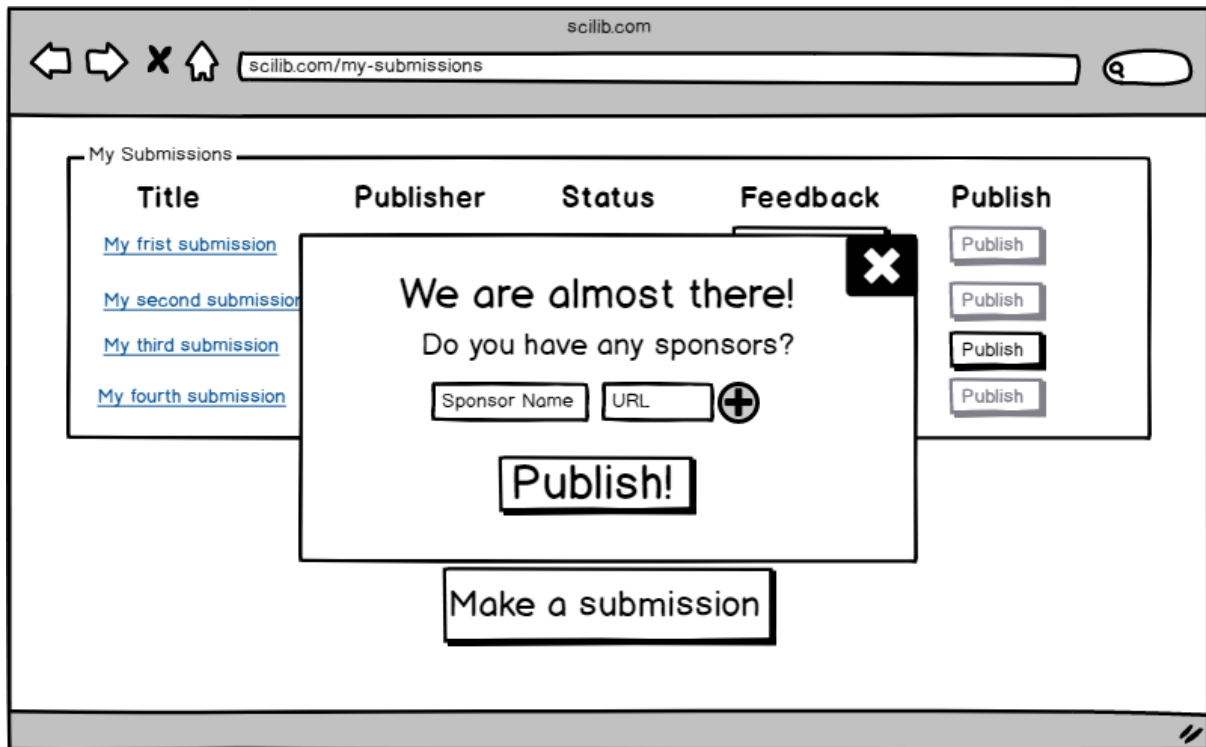 scilib.com
scilib.com/my-submissions
My Submissions
Title Publisher Status Feedback Publish
My frist submission Publish
My second submission Publish
My third submission Publish
My fourth submission Publish
We are almost there!
Do you have any sponsors?
Sponsor Name URL
Publish!
Make a submission